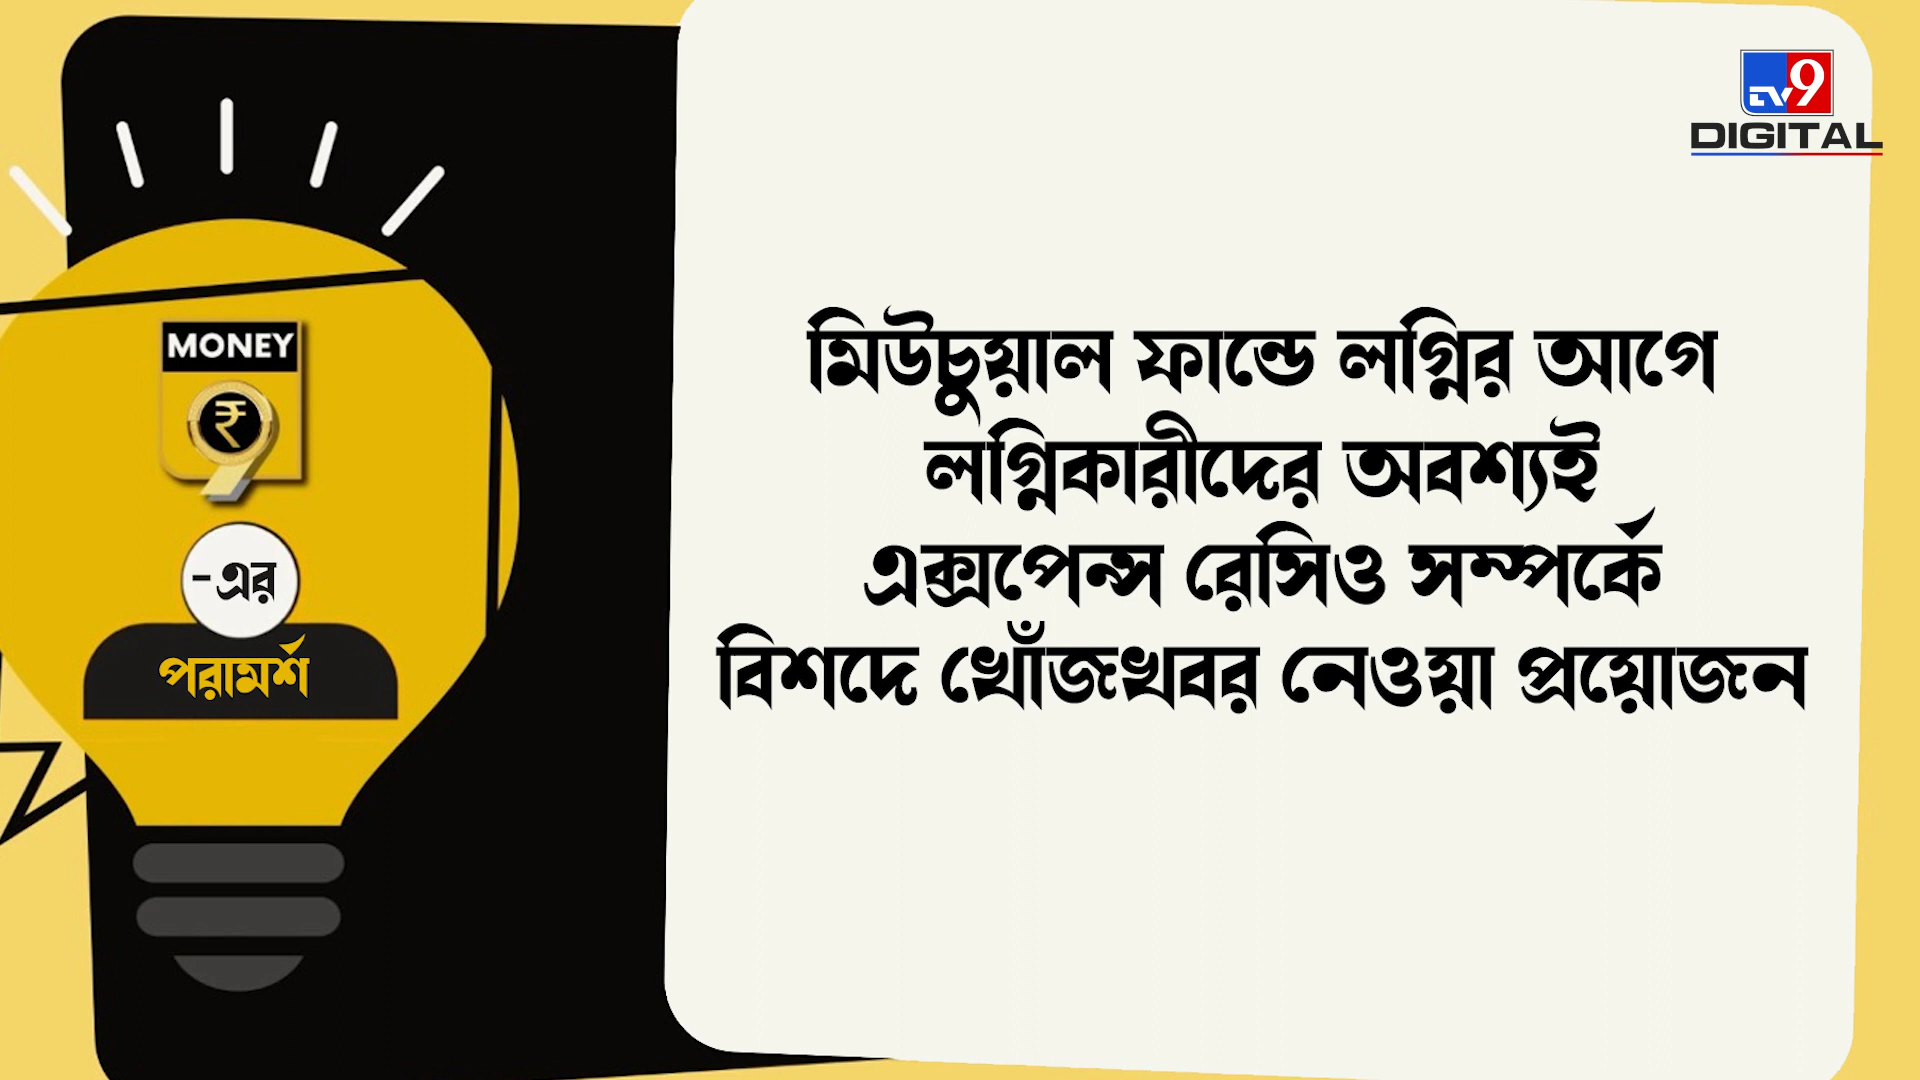 MONEY
9
-এর
পরামর্শ
TV9
DIGITAL
মিউচুয়াল ফান্ডে লগ্নির আগে
লগ্নিকারীদের অবশ্যই
এক্সপেন্স রেসিও সম্পর্কে
বিশদে খোঁজখবর নেওয়া প্রয়োজন